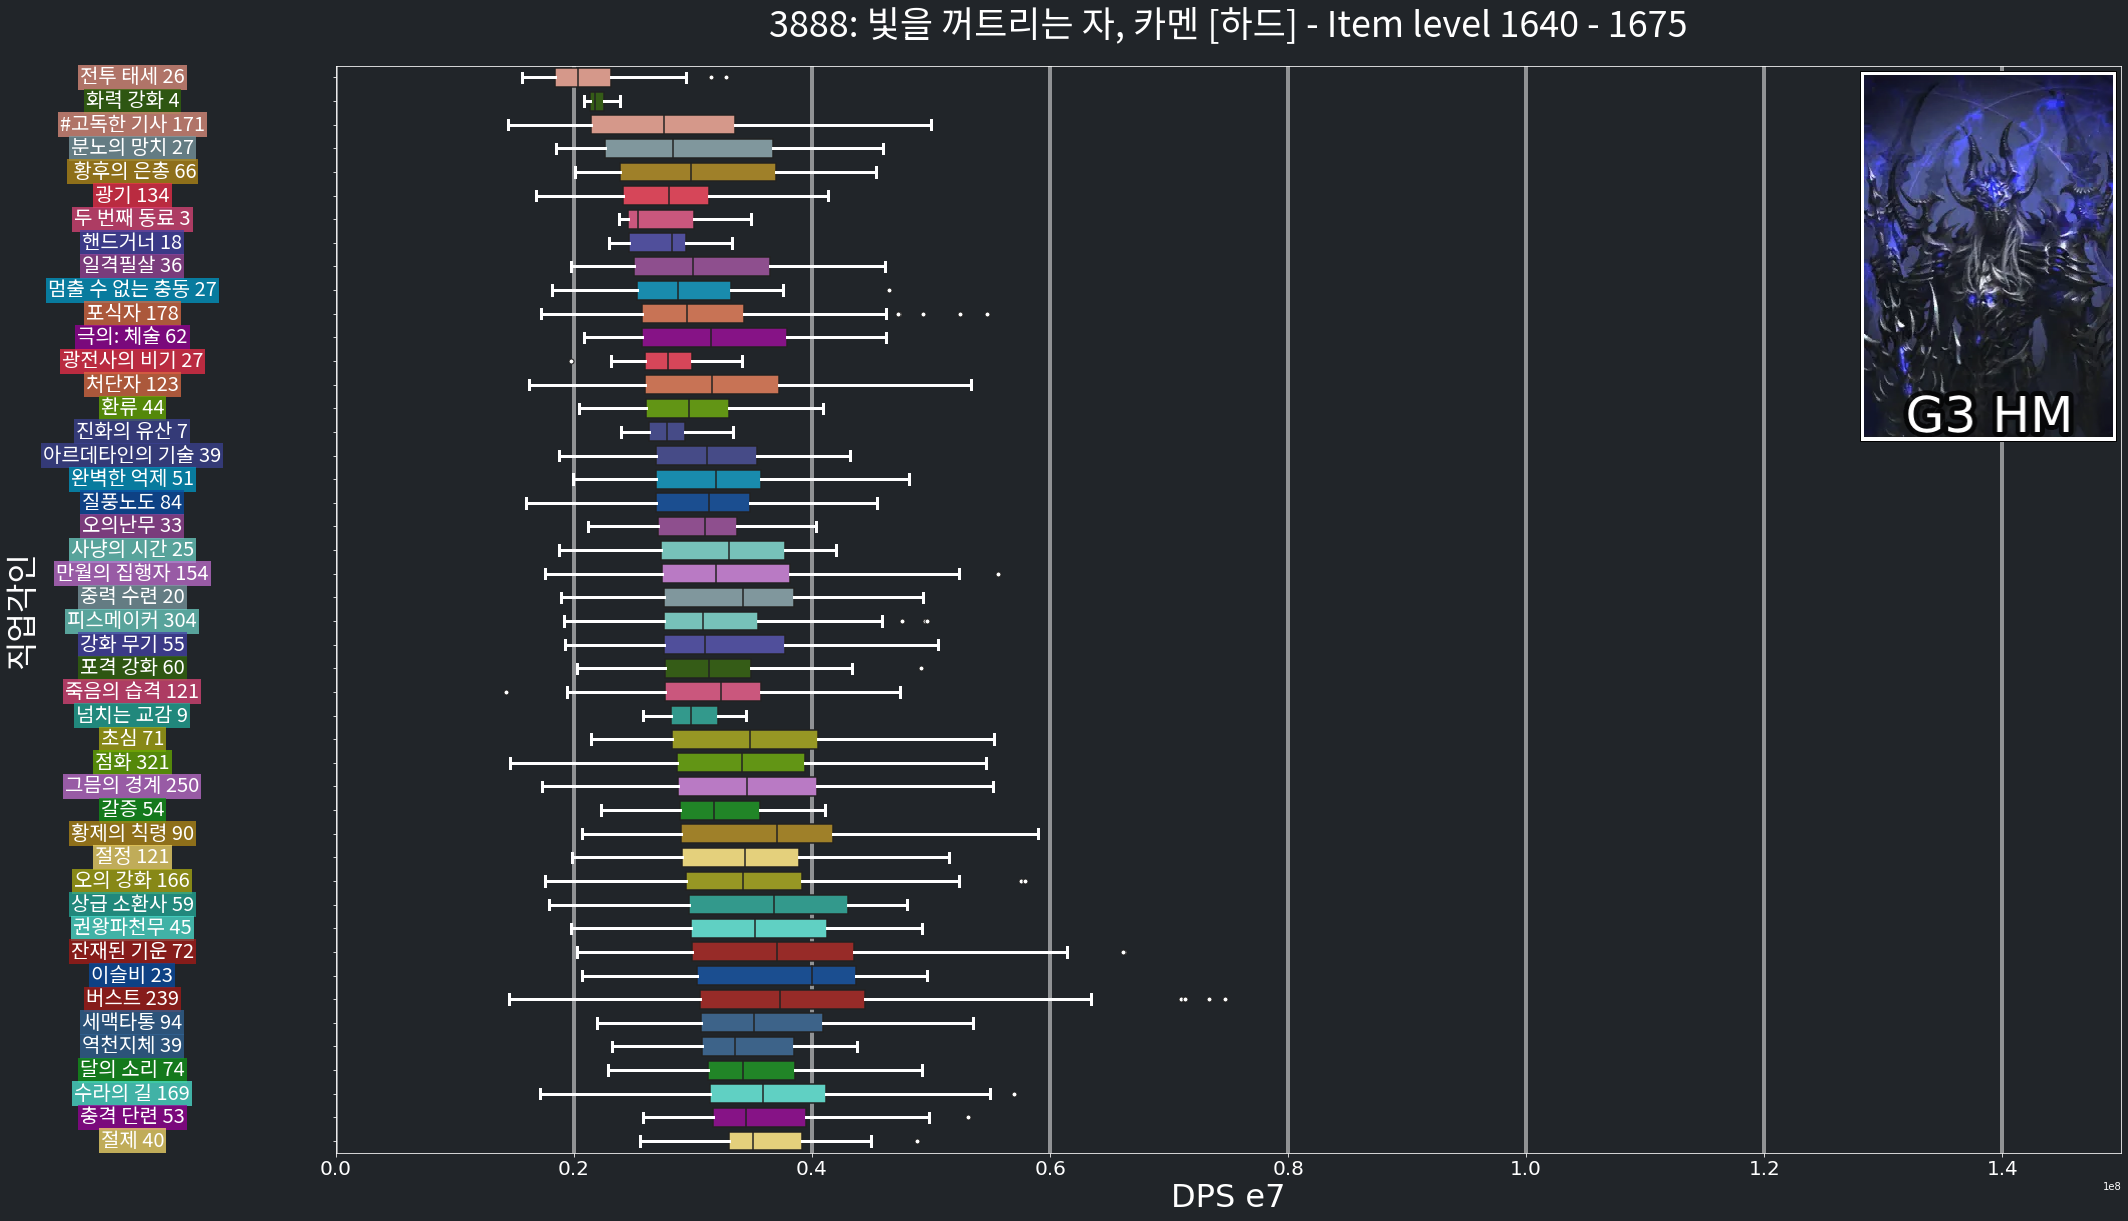 3888: 빛을 꺼트리는 자, 카멘 [하드] - Item level 1640 - 1675
직업각인
전투 태세 26
화력 강화 4
#고독한 기사 171
분노의 망치 27
황후의 은총 66
광기 134
두 번째 동료 3
핸드거너 18
일격필살 36
멈출 수 없는 충동 27
포식자 178
극의: 체술 62
광전사의 비기 27
처단자 123
환류 44
진화의 유산 7
아르데타인의 기술 39
완벽한 억제 51
질풍노도 84
오의난무 33
사냥의 시간 25
만월의 집행자 154
중력 수련 20
피스메이커 304
강화 무기 55
포격 강화 60
죽음의 습격 121
넘치는 교감 9
초심 71
점화 321
그믐의 경계 250
갈증 54
황제의 칙령 90
절정 121
오의 강화 166
상급 소환사 59
권왕파천무 45
잔재된 기운 72
이슬비 23
버스트 239
세맥타통 94
역천지체 39
달의 소리 74
수라의 길 169
충격 단련 53
절제 40
G3 HM
0.0 0.2 0.4 0.6 0.8 1.0 1.2 1.4
1e8
DPS e7